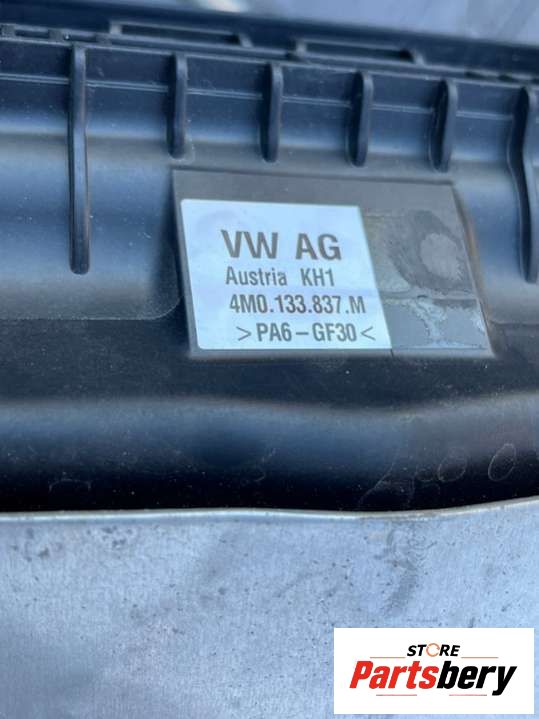 VW AG
Austria KH1
4M0.133.837.M
>PA6-GF30<
STORE
Partsbery